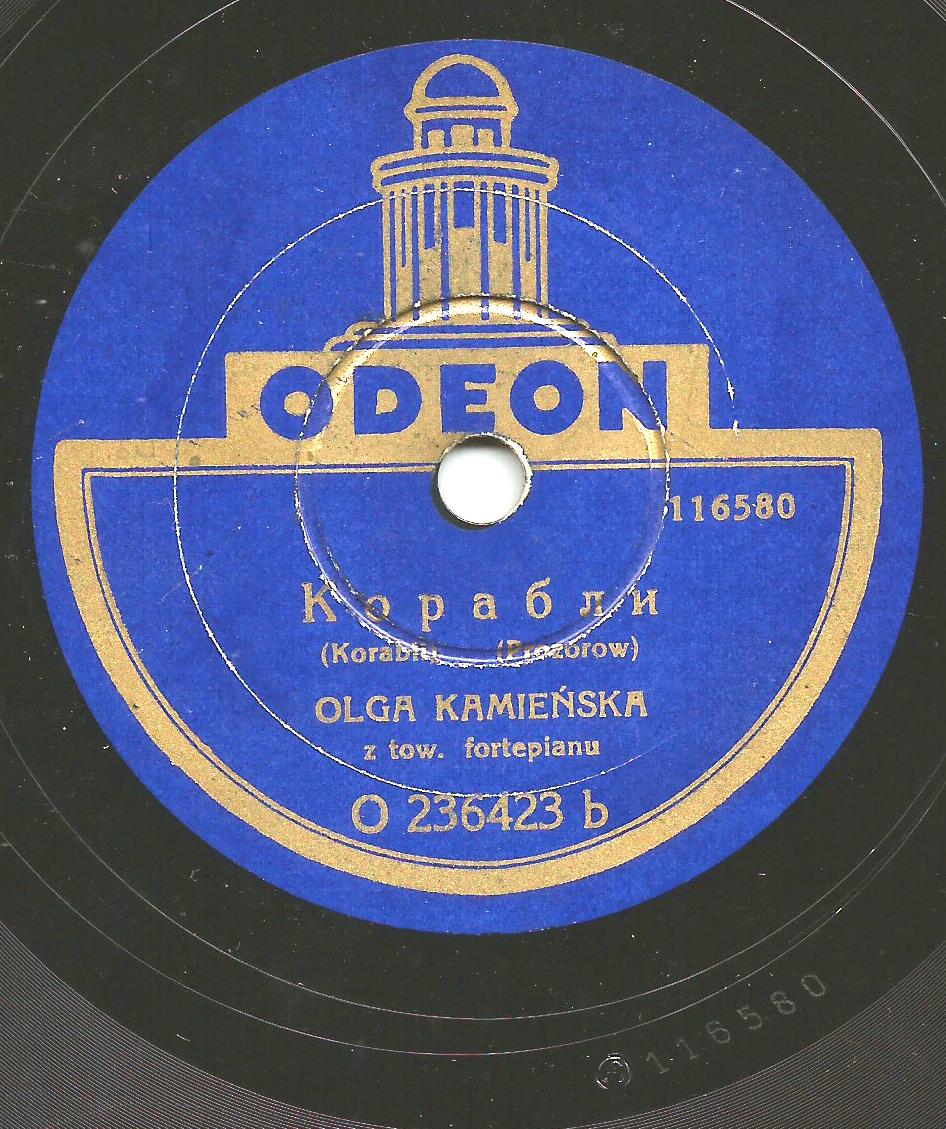 ODEON
116580
Корабли
(Korabli) (Prozorow)
OLGA KAMIEŃSKA
z tow. fortepianu
O 236423 b
116580